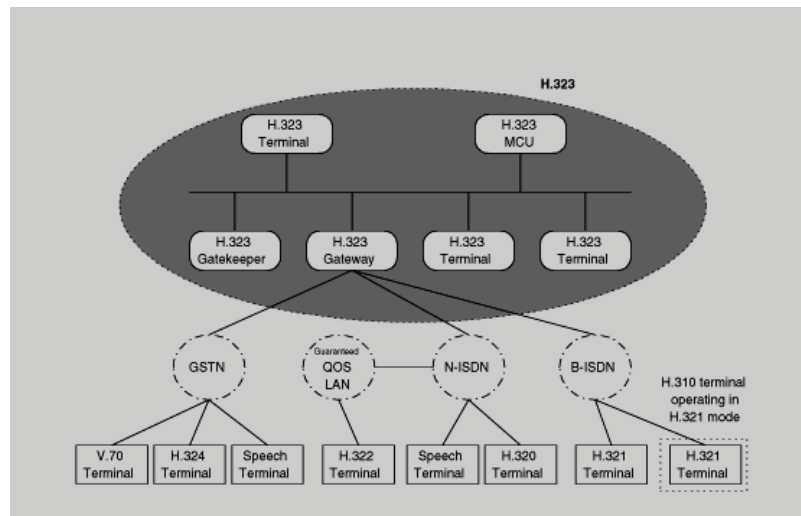 H.323
H.323
Terminal
H.323
MCU
H.323
Gatekeeper
H.323
Gateway
H.323
Terminal
H.323
Terminal
GSTN
Guaranteed
QOS
LAN
N-ISDN
B-ISDN
H.310 terminal
operating in
H.321 mode
V.70
Terminal
H.324
Terminal
Speech
Terminal
H.322
Terminal
Speech
Terminal
H.320
Terminal
H.321
Terminal
H.321
Terminal